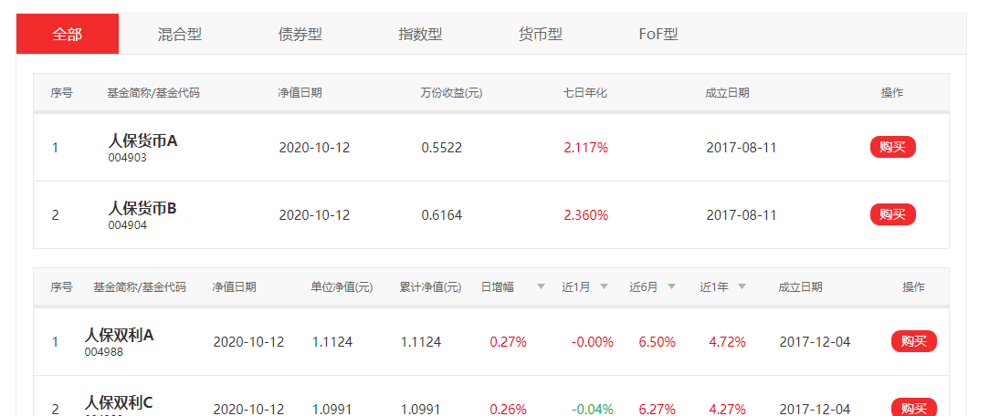 全部 混合型 债券型 指数型 货币型 FoF型
序号 基金简称/基金代码 净值日期 万份收益(元) 七日年化 成立日期 操作
1 人保货币A 2020-10-12 0.5522 2.117% 2017-08-11 购买
004903
2 人保货币B 2020-10-12 0.6164 2.360% 2017-08-11 购买
004904
序号 基金简称/基金代码 净值日期 单位净值(元) 累计净值(元) 日增幅 近1月 近6月 近1年 成立日期 操作
1 人保双利A 2020-10-12 1.1124 1.1124 0.27% -0.00% 6.50% 4.72% 2017-12-04 购买
004988
2 人保双利C 2020-10-12 1.0991 1.0991 0.26% -0.04% 6.27% 4.27% 2017-12-04 购买